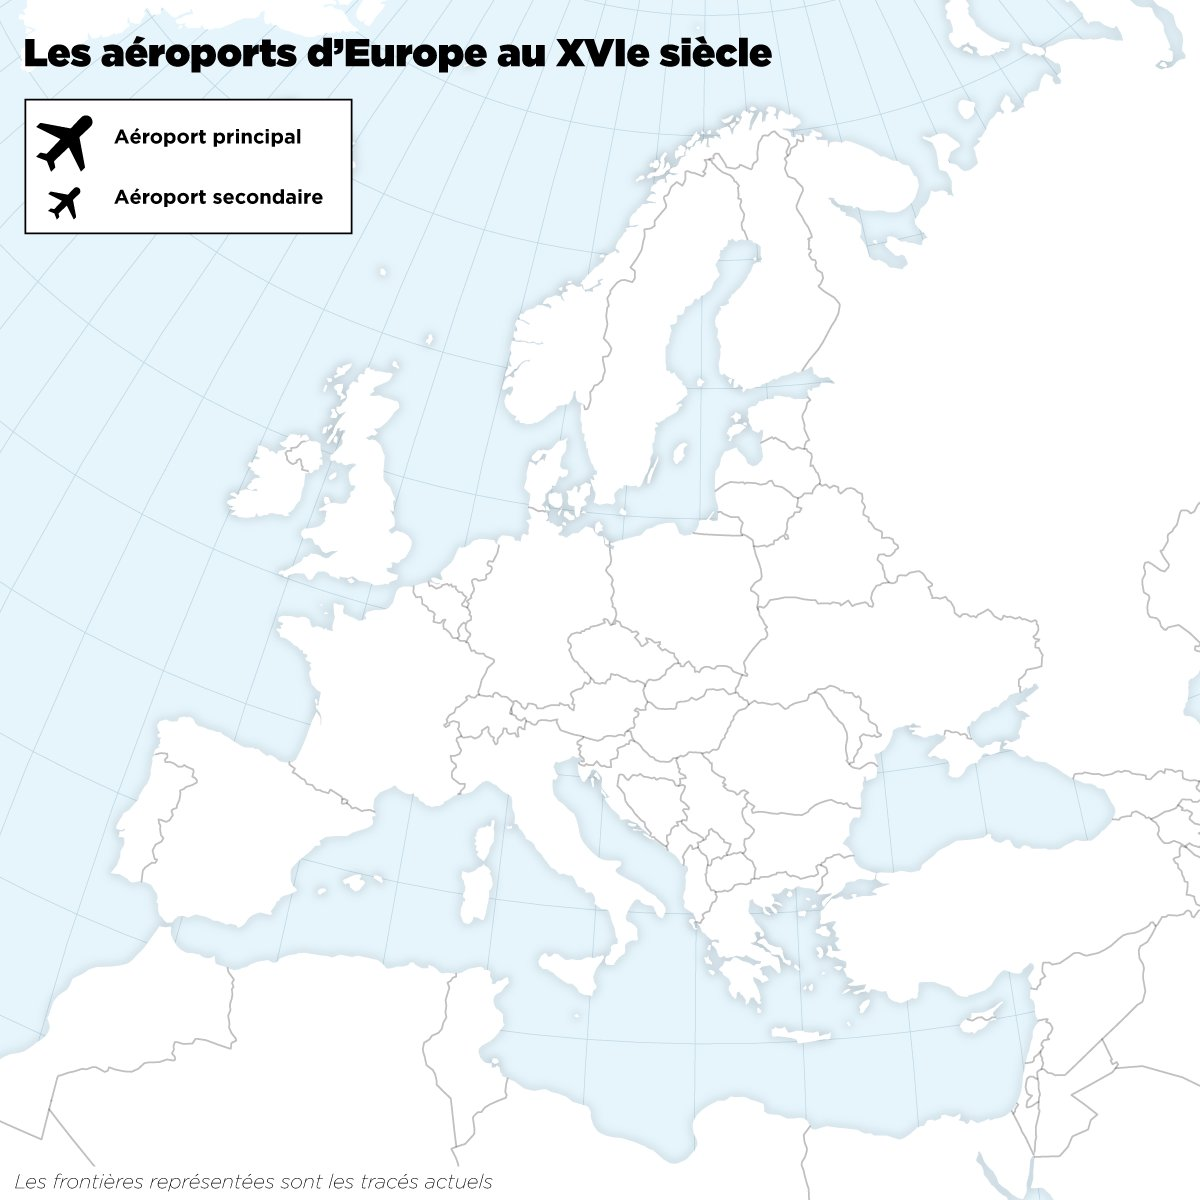 Les aéroports d’Europe au XVIe siècle
Aéroport principal
Aéroport secondaire
Les frontières représentées sont les tracés actuels